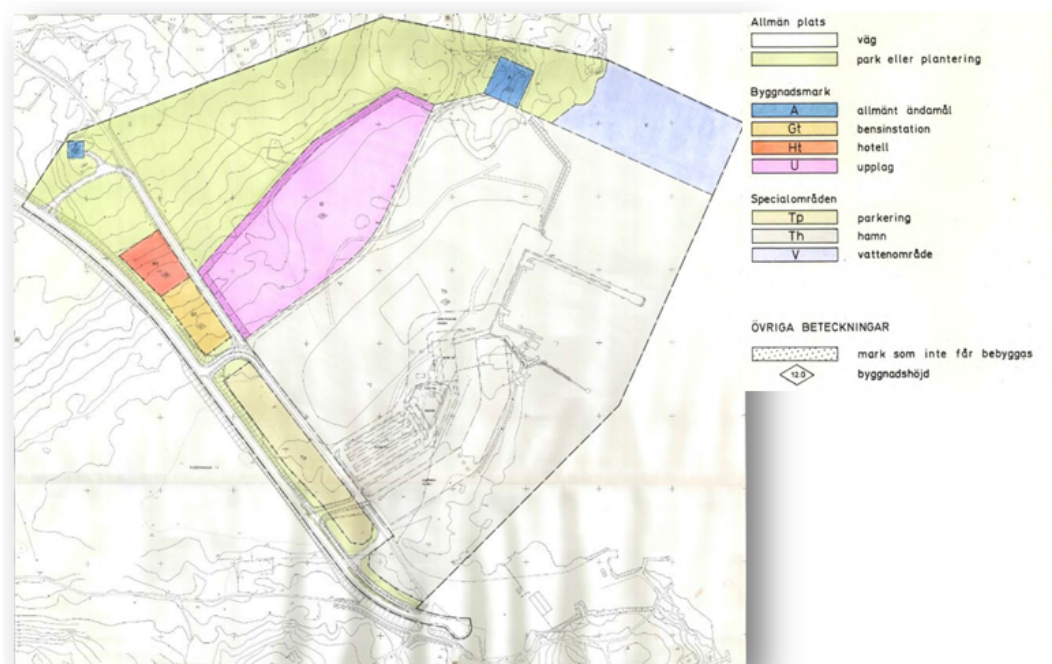 Allmän plats
väg
park eller plantering
Byggnadsmark
A allmänt ändamål
Gt bensinstation
Ht hotell
U upplag
Specialområden
Tp parkering
Th hamn
V vattenområde
ÖVRIGA BETECKNINGAR
mark som inte får bebyggas
12.0 byggnadshöjd